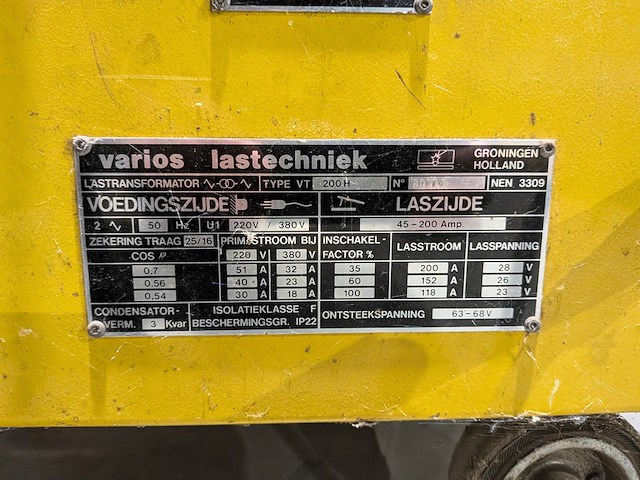 varios lastechniek GRONINGEN HOLLAND
LASTRANSFORMATOR TYPE VT 200H N° NEN 3309
VOEDINGSZIJDE LASZIJDE
2 50 Hz U1 220V / 380V 45-200 Amp.
ZEKERING TRAAG 25/16 PRIM. STROOM BIJ INSCHAKEL- FACTOR % LASSTROOM LASSPANNING
COS φ 220 V 380 V
0.7 51 A 32 A 35 200 A 28 V
0.56 40 A 23 A 60 152 A 26 V
0.54 30 A 18 A 100 118 A 23 V
CONDENSATOR- VERM. 3 Kvar ISOLATIEKLASSE F ONTSTEEKSPANNING 63-68V
BESCHERMINGSGR. IP22